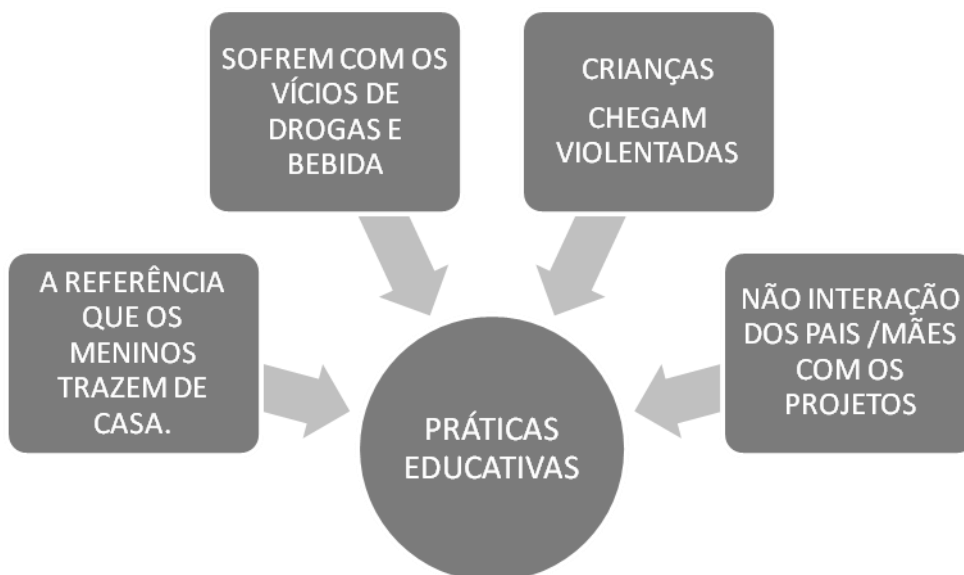 SOFREM COM OS
VÍCIOS DE
DROGAS E
BEBIDA
CRIANÇAS
CHEGAM
VIOLENTADAS
A REFERÊNCIA
QUE OS
MENINOS
TRAZEM DE
CASA.
NÃO INTERAÇÃO
DOS PAIS /MÃES
COM OS
PROJETOS
PRÁTICAS
EDUCATIVAS